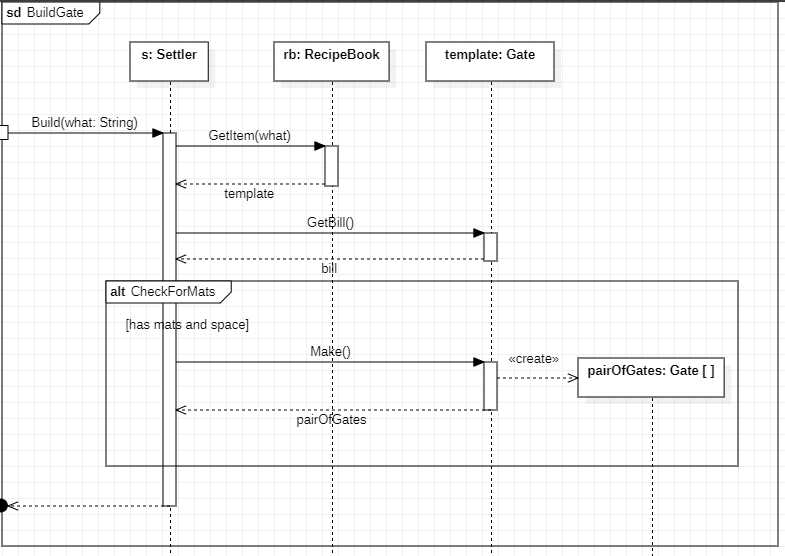 sd BuildGate
s: Settler
rb: RecipeBook
template: Gate
Build(what: String)
GetItem(what)
template
GetBill()
bill
alt CheckForMats
[has mats and space]
Make()
«create»
pairOfGates: Gate [ ]
pairOfGates